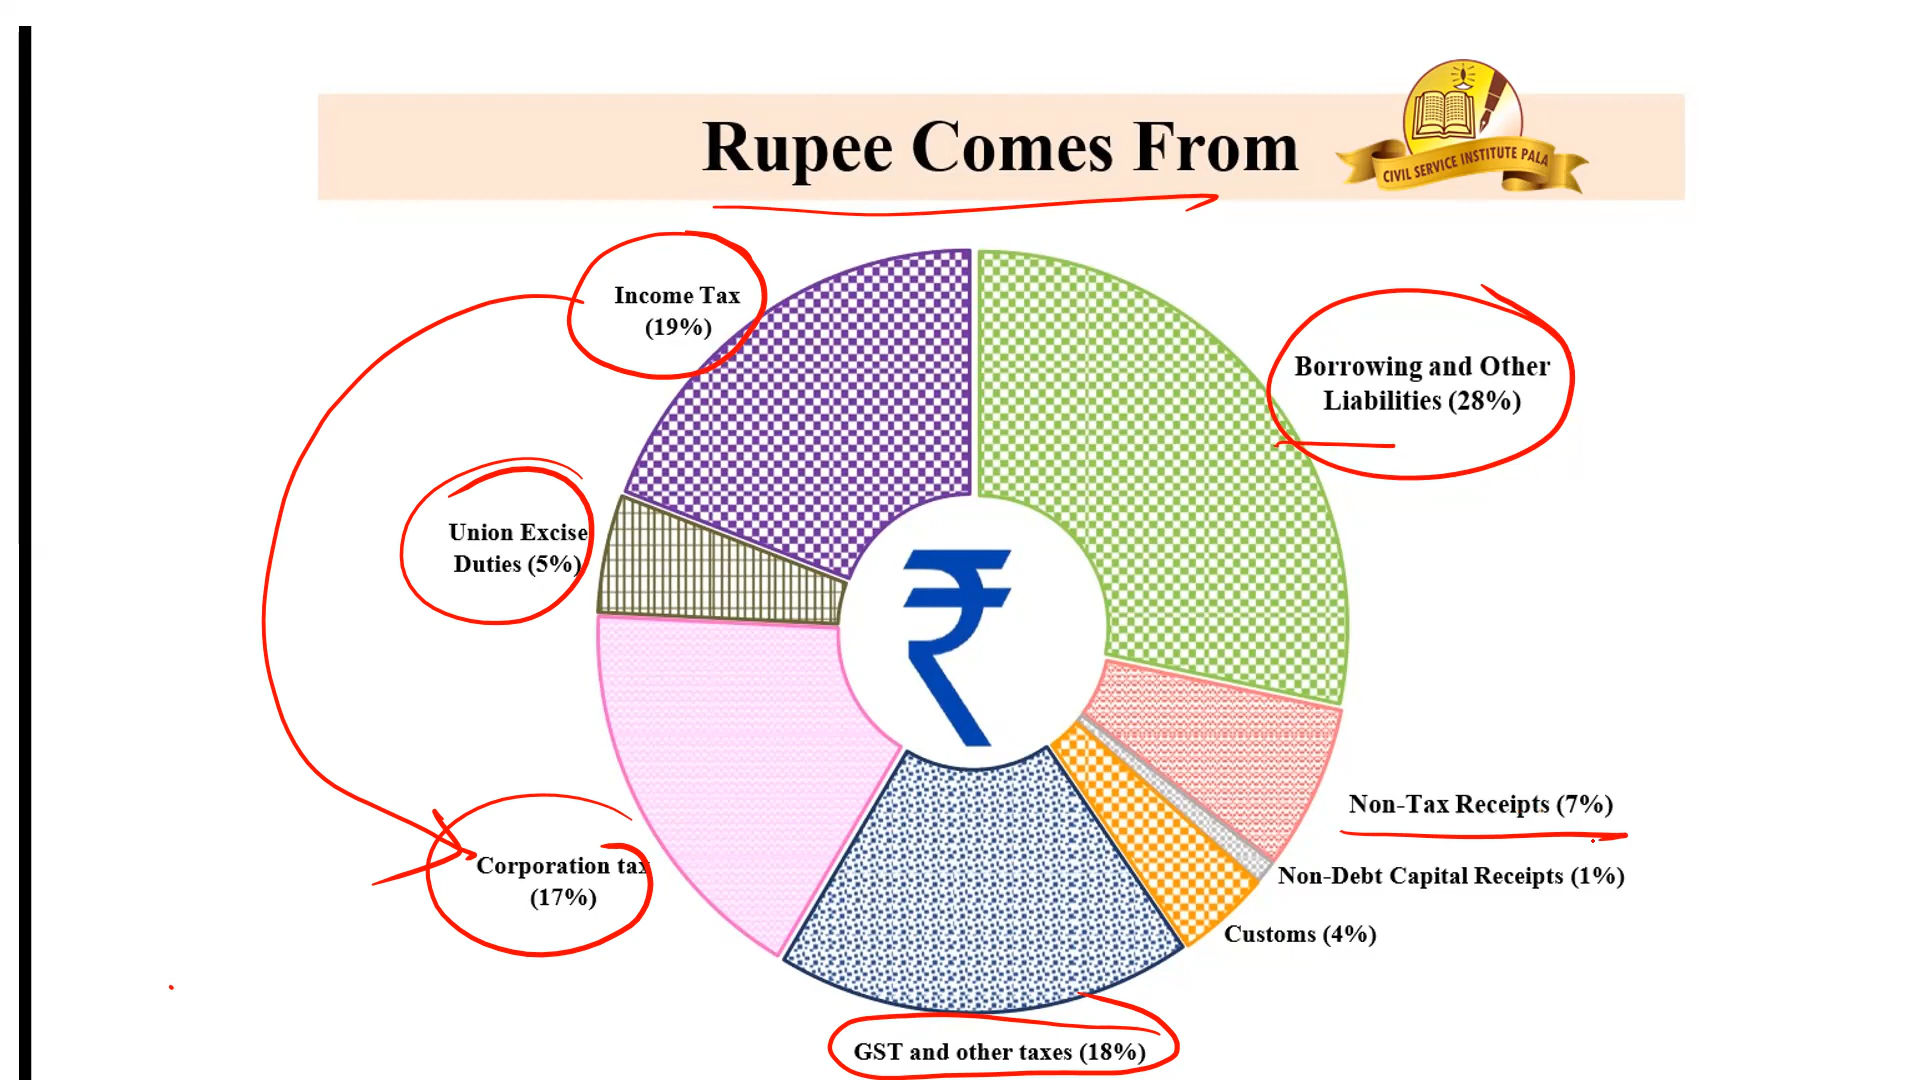 Rupee Comes From
CIVIL SERVICE INSTITUTE PALA
Income Tax
(19%)
Borrowing and Other
Liabilities (28%)
Union Excise
Duties (5%)
₹
Non-Tax Receipts (7%)
Corporation tax
(17%)
Non-Debt Capital Receipts (1%)
Customs (4%)
GST and other taxes (18%)